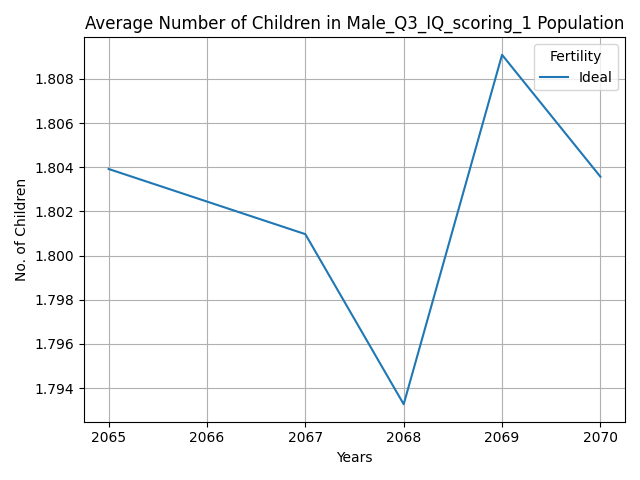 Average Number of Children in Male_Q3_IQ_scoring_1 Population
Fertility
Ideal
No. of Children
1.808
1.806
1.804
1.802
1.800
1.798
1.796
1.794
2065 2066 2067 2068 2069 2070
Years